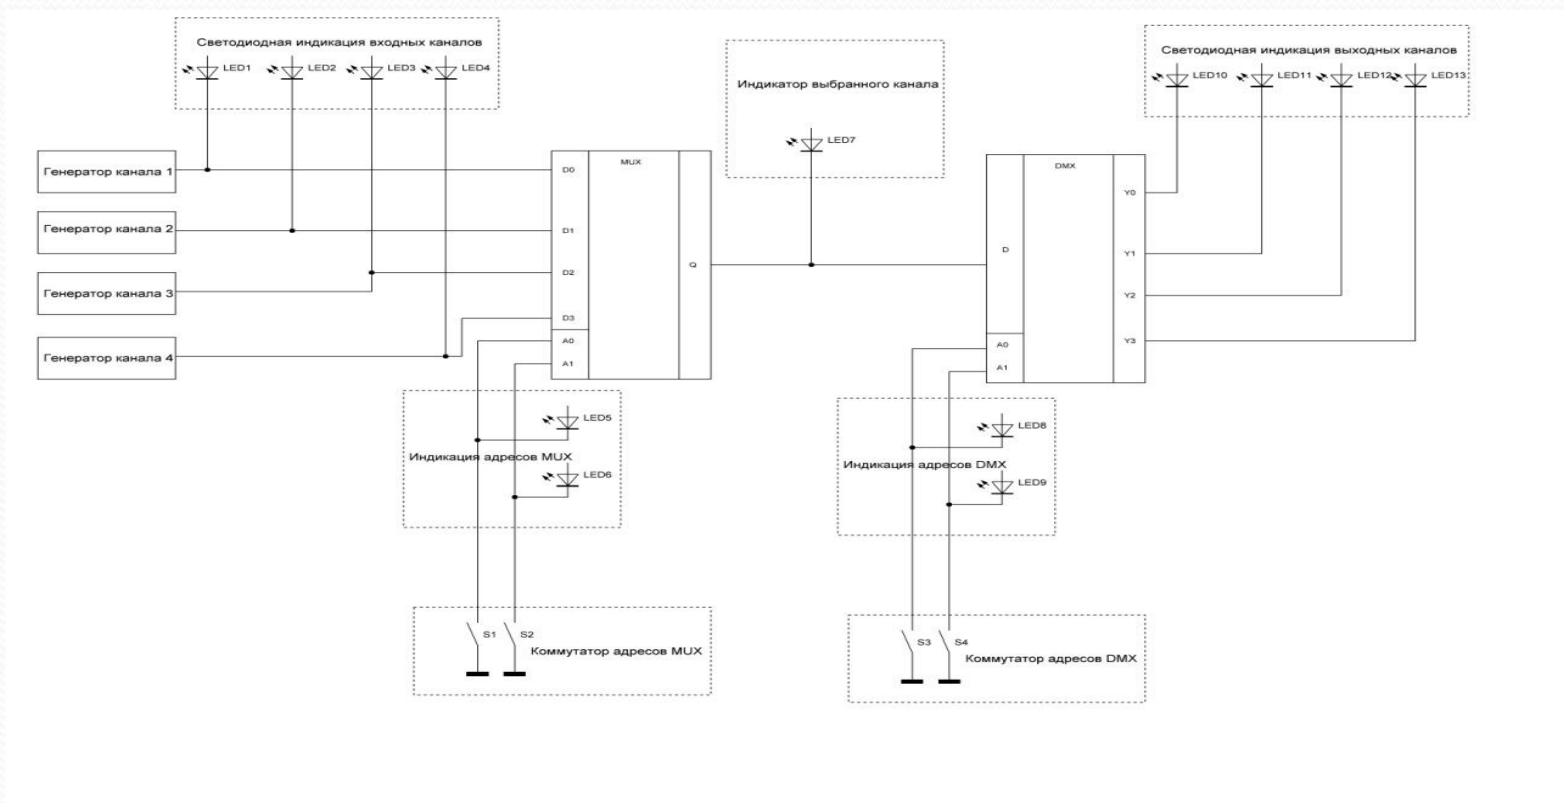 Светодиодная индикация входных каналов
LED1
LED2
LED3
LED4
Индикатор выбранного канала
LED7
Светодиодная индикация выходных каналов
LED10
LED11
LED12
LED13
Генератор канала 1
Генератор канала 2
Генератор канала 3
Генератор канала 4
MUX
D0
D1
D2
D3
A0
A1
Q
DMX
D
A0
A1
Y0
Y1
Y2
Y3
LED5
Индикация адресов MUX
LED6
LED8
Индикация адресов DMX
LED9
S1
S2
Коммутатор адресов MUX
S3
S4
Коммутатор адресов DMX